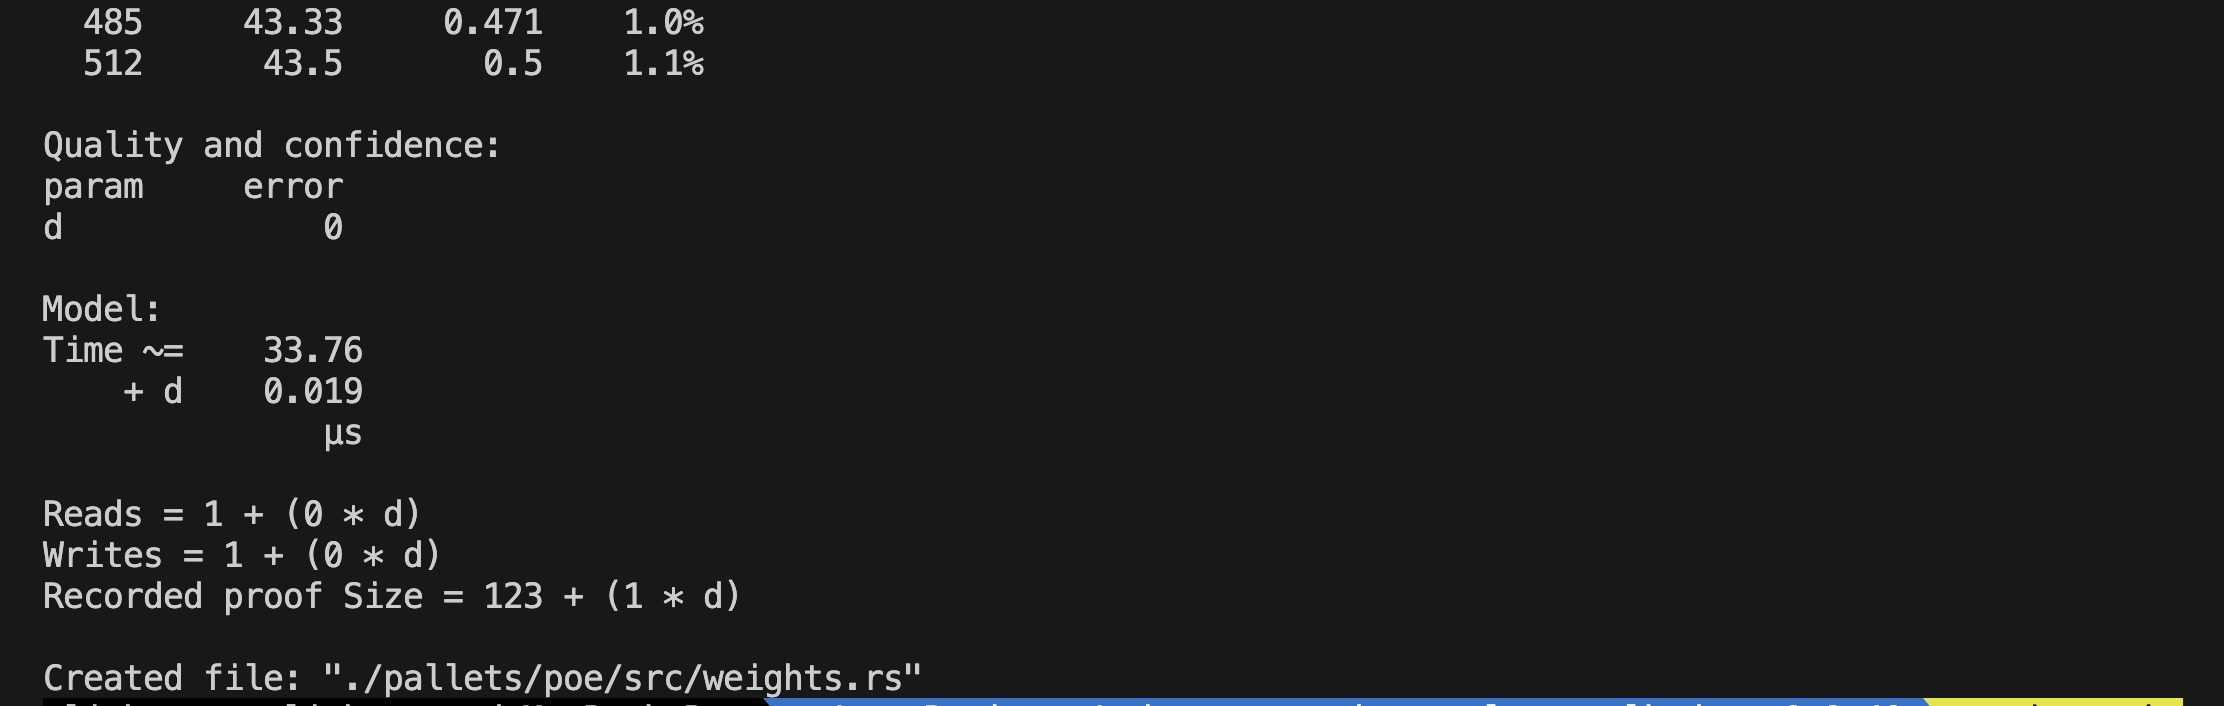 485 43.33 0.471 1.0%
512 43.5 0.5 1.1%
Quality and confidence:
param error
d 0
Model:
Time ~= 33.76
+ d 0.019
µs
Reads = 1 + (0 * d)
Writes = 1 + (0 * d)
Recorded proof Size = 123 + (1 * d)
Created file: "./pallets/poe/src/weights.rs"